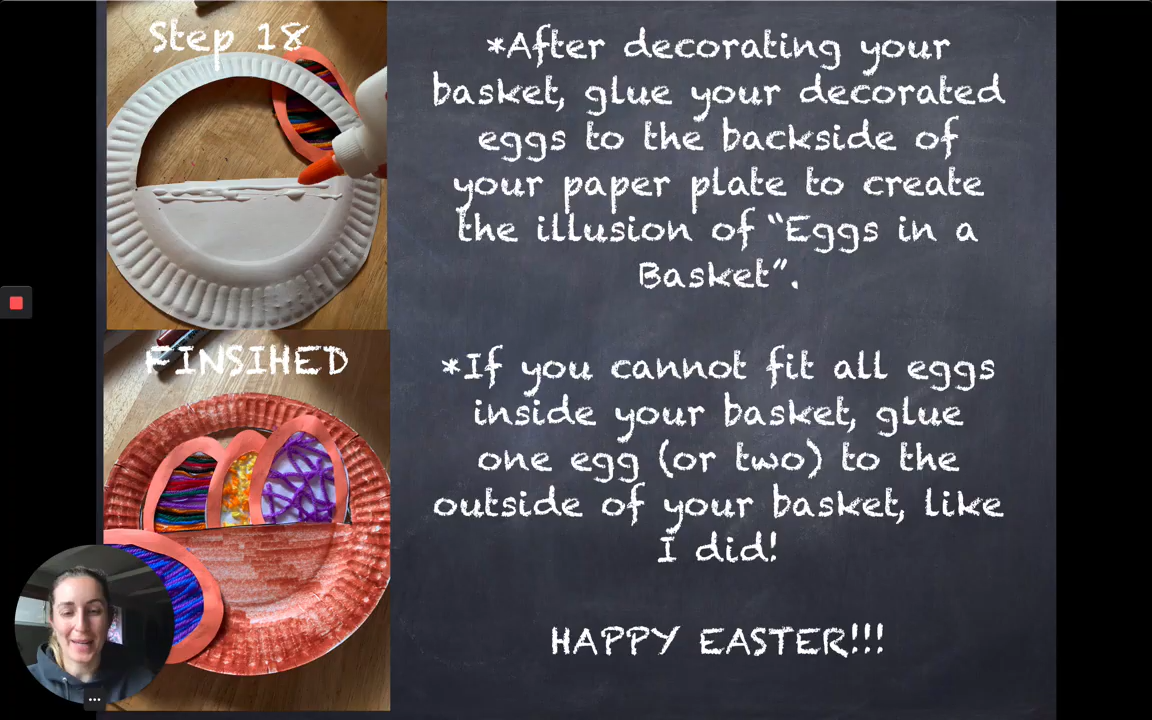 Step 18
*After decorating your
basket, glue your decorated
eggs to the backside of
your paper plate to create
the illusion of “Eggs in a
Basket”.
FINSIHED
*If you cannot fit all eggs
inside your basket, glue
one egg (or two) to the
outside of your basket, like
I did!
HAPPY EASTER!!!